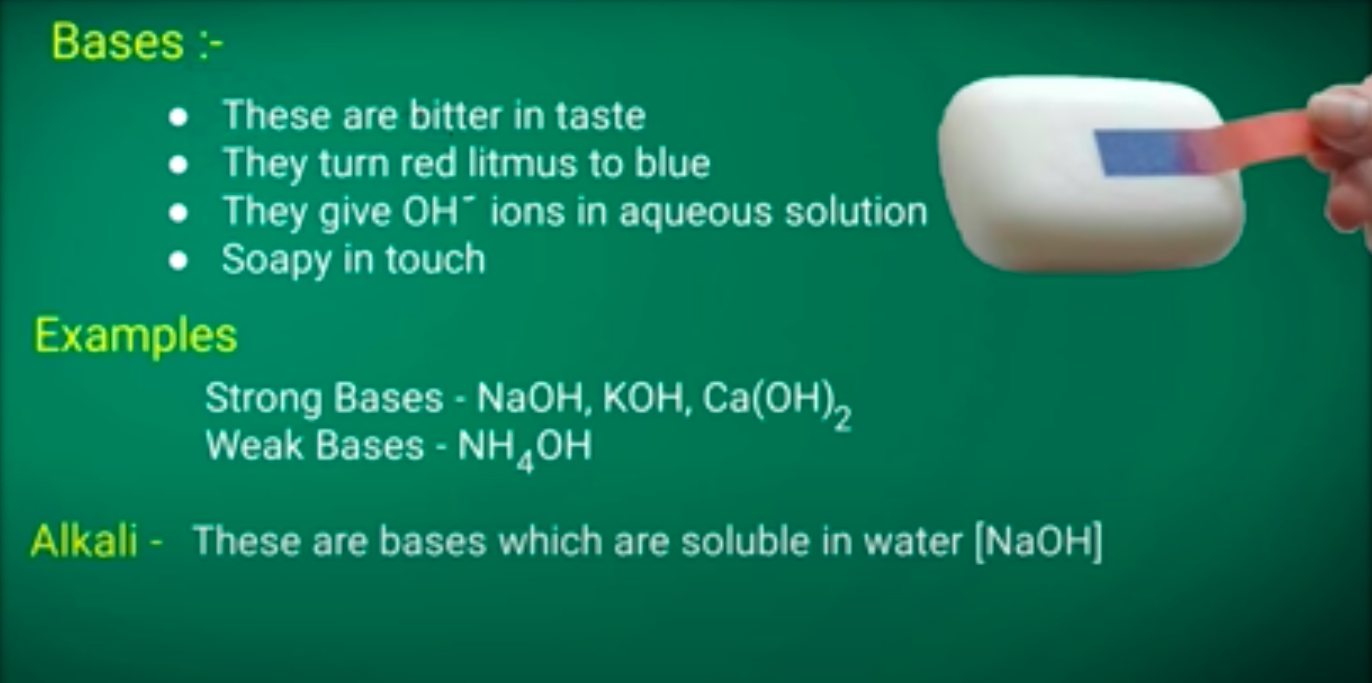 Bases :-
• These are bitter in taste
• They turn red litmus to blue
• They give OH⁻ ions in aqueous solution
• Soapy in touch
Examples
Strong Bases - NaOH, KOH, Ca(OH)₂
Weak Bases - NH₄OH
Alkali - These are bases which are soluble in water [NaOH]